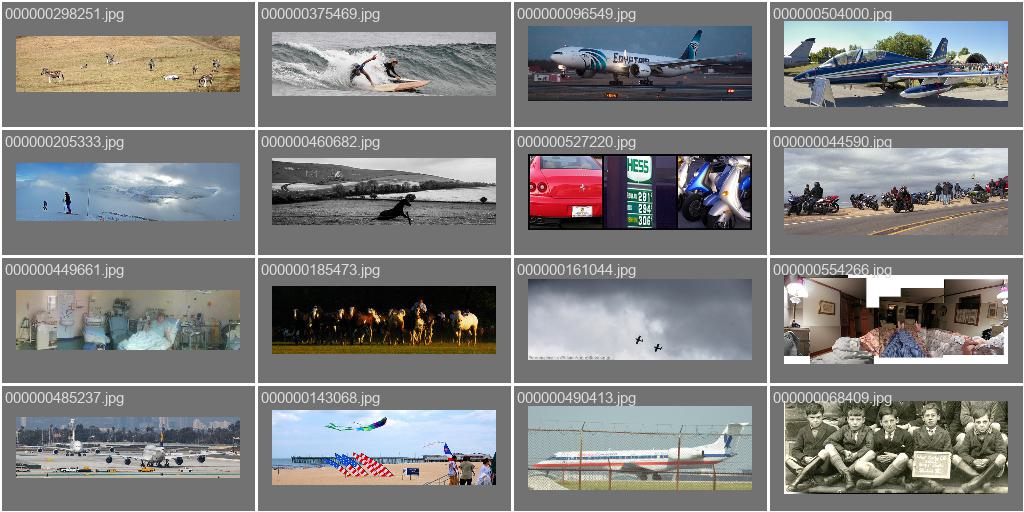 000000298251.jpg
000000375469.jpg
000000096549.jpg
000000504000.jpg
EGYPTAIR
000000205333.jpg
000000460682.jpg
000000527220.jpg
000000044590.jpg
HESS
000000449661.jpg
000000185473.jpg
000000161044.jpg
000000554266.jpg
000000485237.jpg
000000143068.jpg
000000490413.jpg
000000068409.jpg